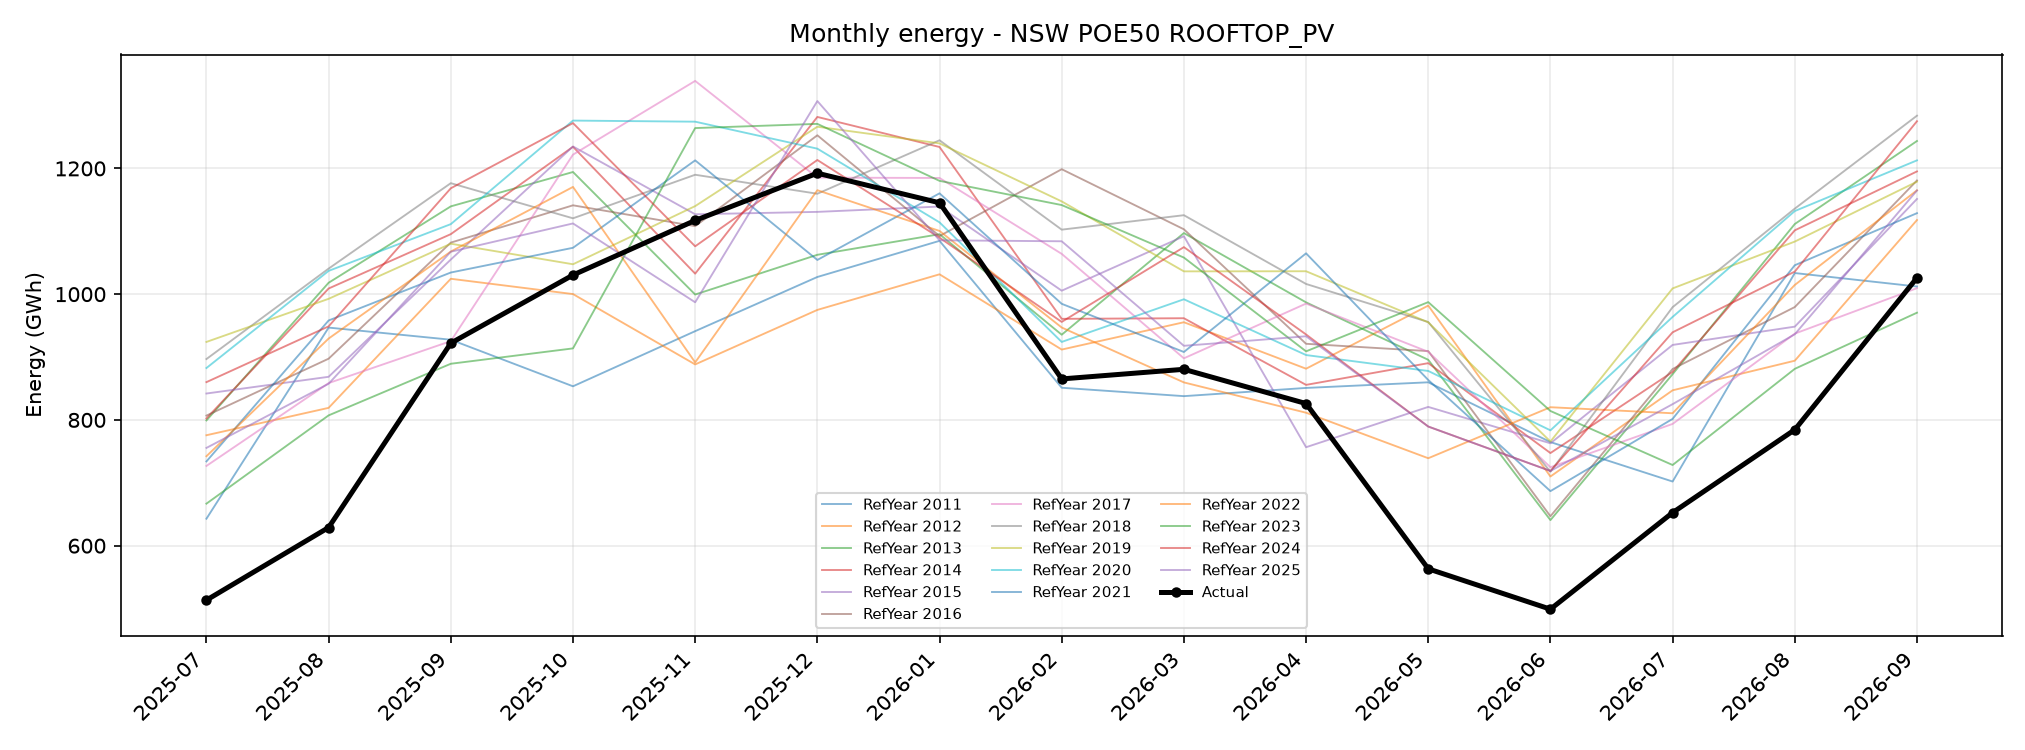 Monthly energy - NSW POE50 ROOFTOP_PV
Energy (GWh)
1200
1000
800
600
RefYear 2011
RefYear 2012
RefYear 2013
RefYear 2014
RefYear 2015
RefYear 2016
RefYear 2017
RefYear 2018
RefYear 2019
RefYear 2020
RefYear 2021
RefYear 2022
RefYear 2023
RefYear 2024
RefYear 2025
Actual
2025-07
2025-08
2025-09
2025-10
2025-11
2025-12
2026-01
2026-02
2026-03
2026-04
2026-05
2026-06
2026-07
2026-08
2026-09